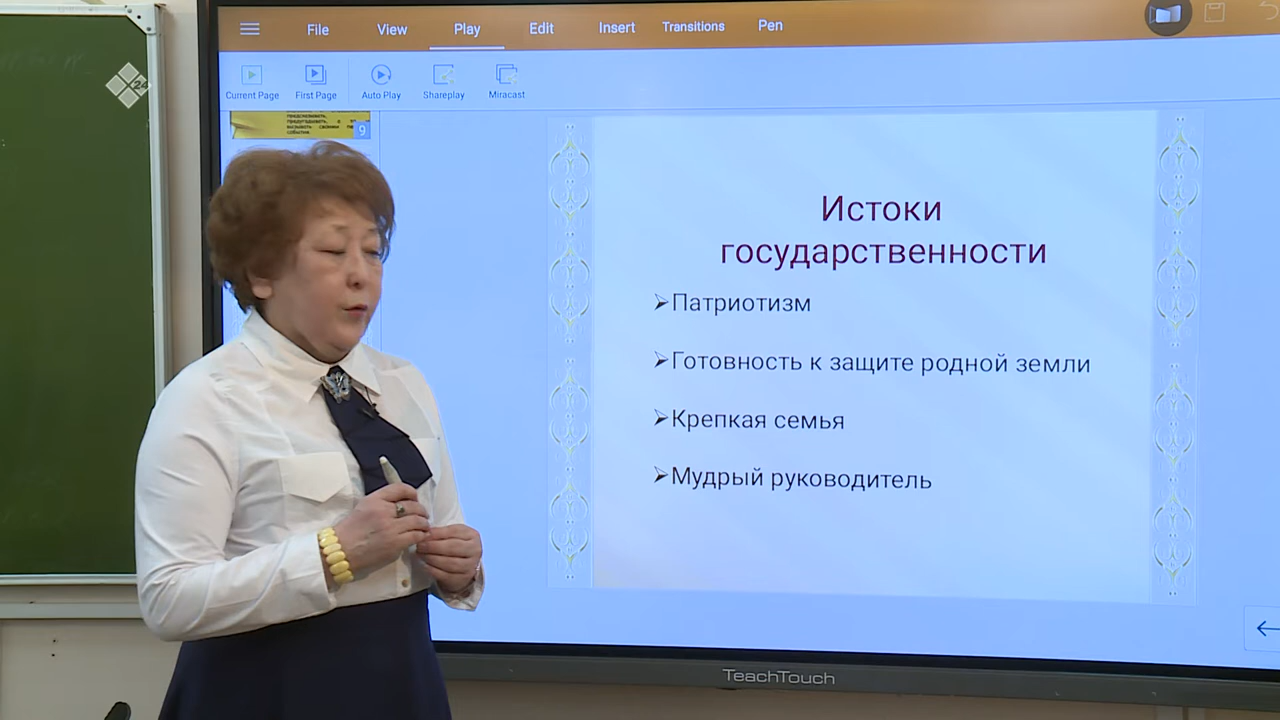 File View Play Edit Insert Transitions Pen
Current Page First Page Auto Play Shareplay Miracast
9
x24
Истоки
государственности
➢Патриотизм
➢Готовность к защите родной земли
➢Крепкая семья
➢Мудрый руководитель
TeachTouch